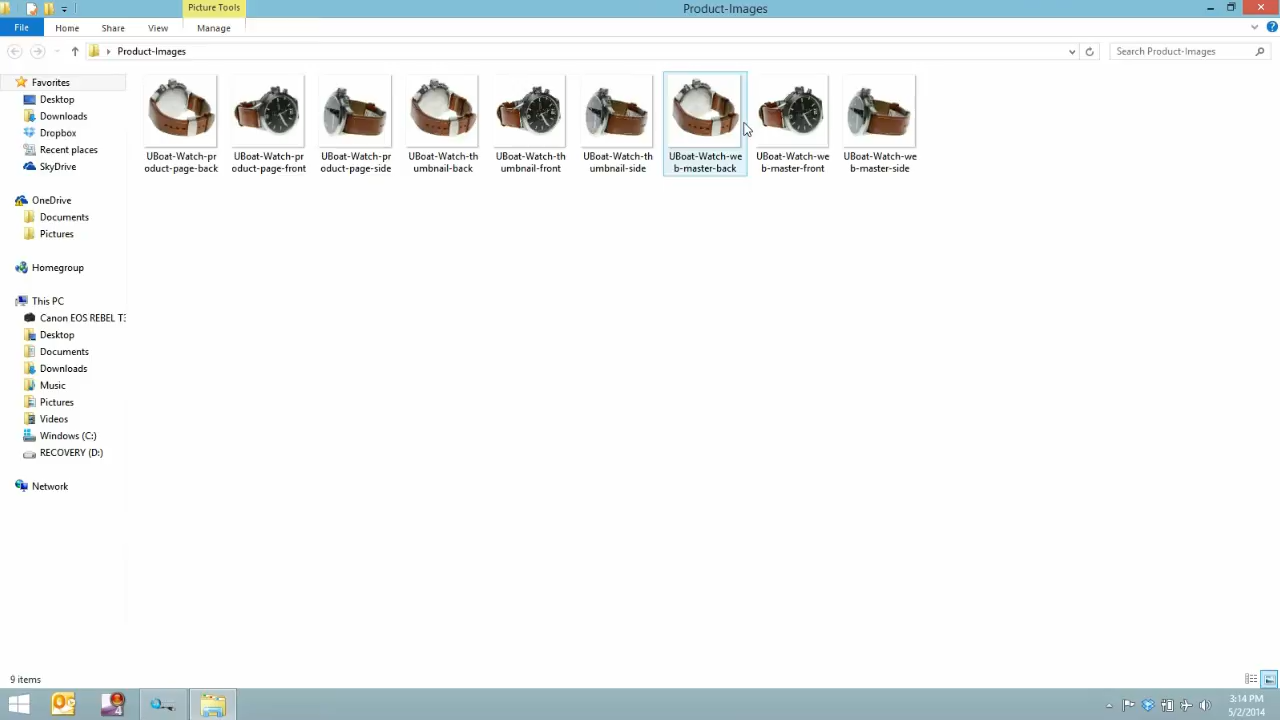 Picture Tools
Product-Images
File
Home
Share
View
Manage
Product-Images
Search Product-Images
Favorites
Desktop
Downloads
Dropbox
Recent places
SkyDrive
OneDrive
Documents
Pictures
Homegroup
This PC
Canon EOS REBEL T3
Desktop
Documents
Downloads
Music
Pictures
Videos
Windows (C:)
RECOVERY (D:)
Network
UBoat-Watch-pr
oduct-page-back
UBoat-Watch-pr
oduct-page-front
UBoat-Watch-pr
oduct-page-side
UBoat-Watch-th
umbnail-back
UBoat-Watch-th
umbnail-front
UBoat-Watch-th
umbnail-side
UBoat-Watch-we
b-master-back
UBoat-Watch-we
b-master-front
UBoat-Watch-we
b-master-side
9 items
3:14 PM
5/2/2014